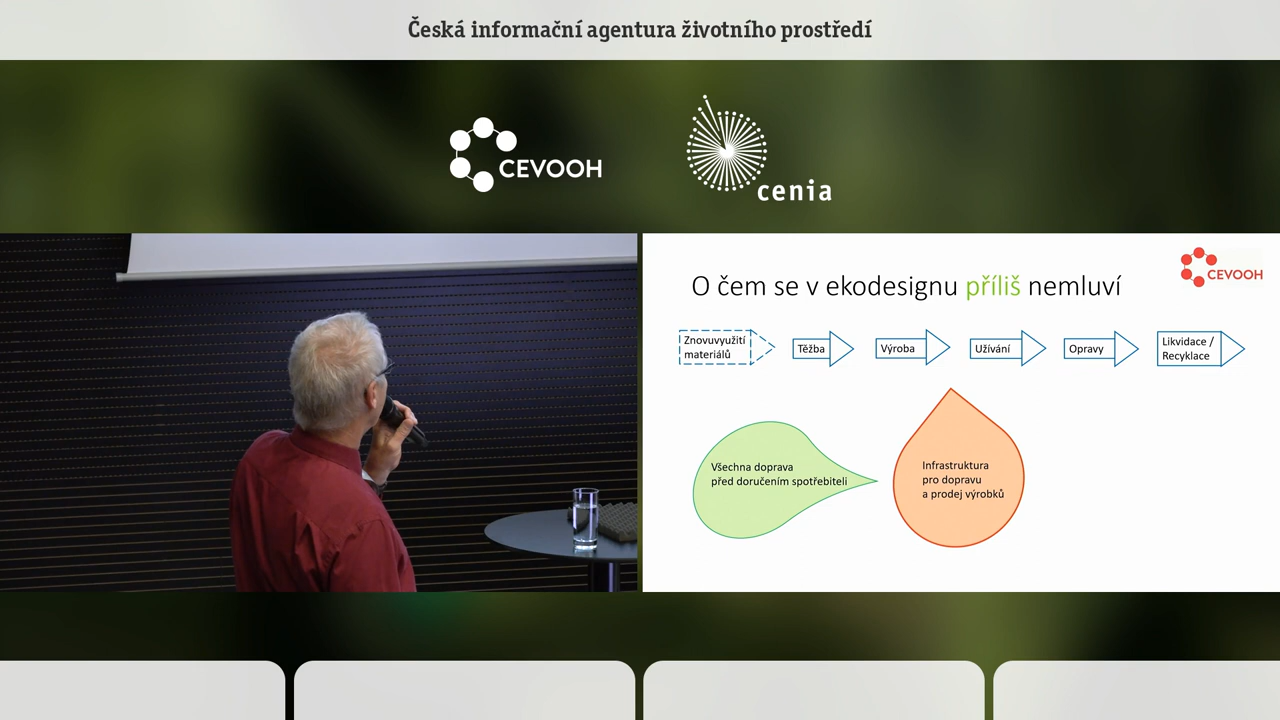 Česká informační agentura životního prostředí
CEVOOH
cenia
CEVOOH
O čem se v ekodesignu příliš nemluví
Znovuvyužití
materiálů
Těžba
Výroba
Užívání
Opravy
Likvidace /
Recyklace
Všechna doprava
před doručením spotřebiteli
Infrastruktura
pro dopravu
a prodej výrobků